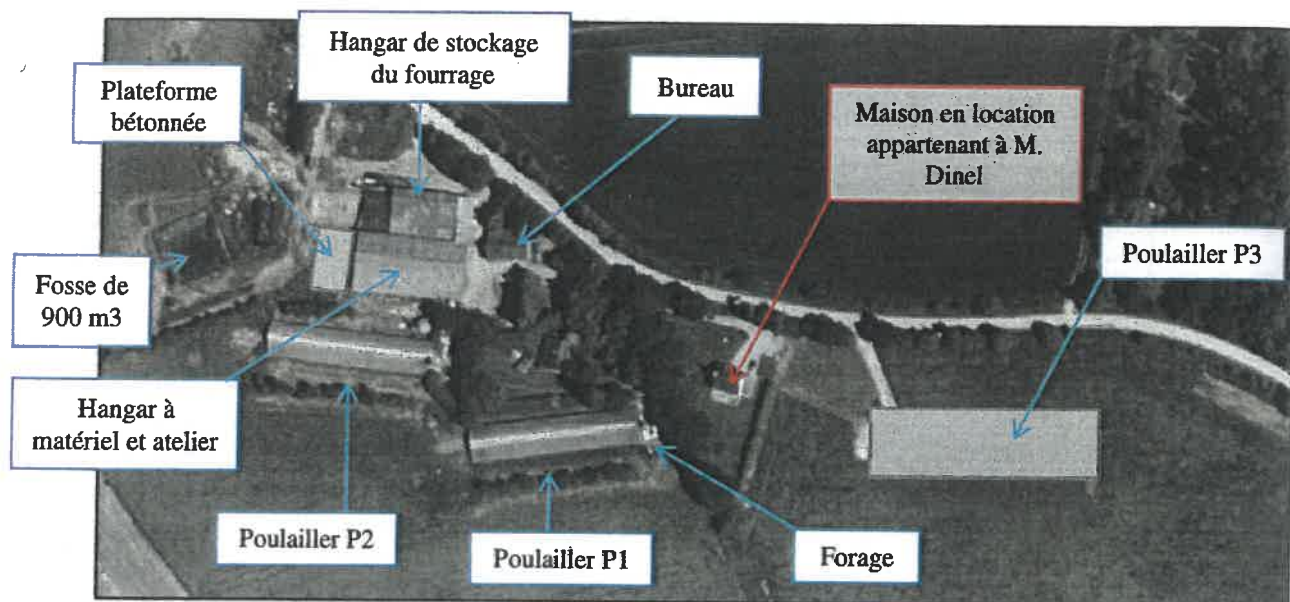 Hangar de stockage
du fourrage
Plateforme
bétonnée
Bureau
Maison en location
appartenant à M.
Dinel
Poulailler P3
Fosse de
900 m3
Hangar à
matériel et atelier
Poulailler P2
Poulailler P1
Forage